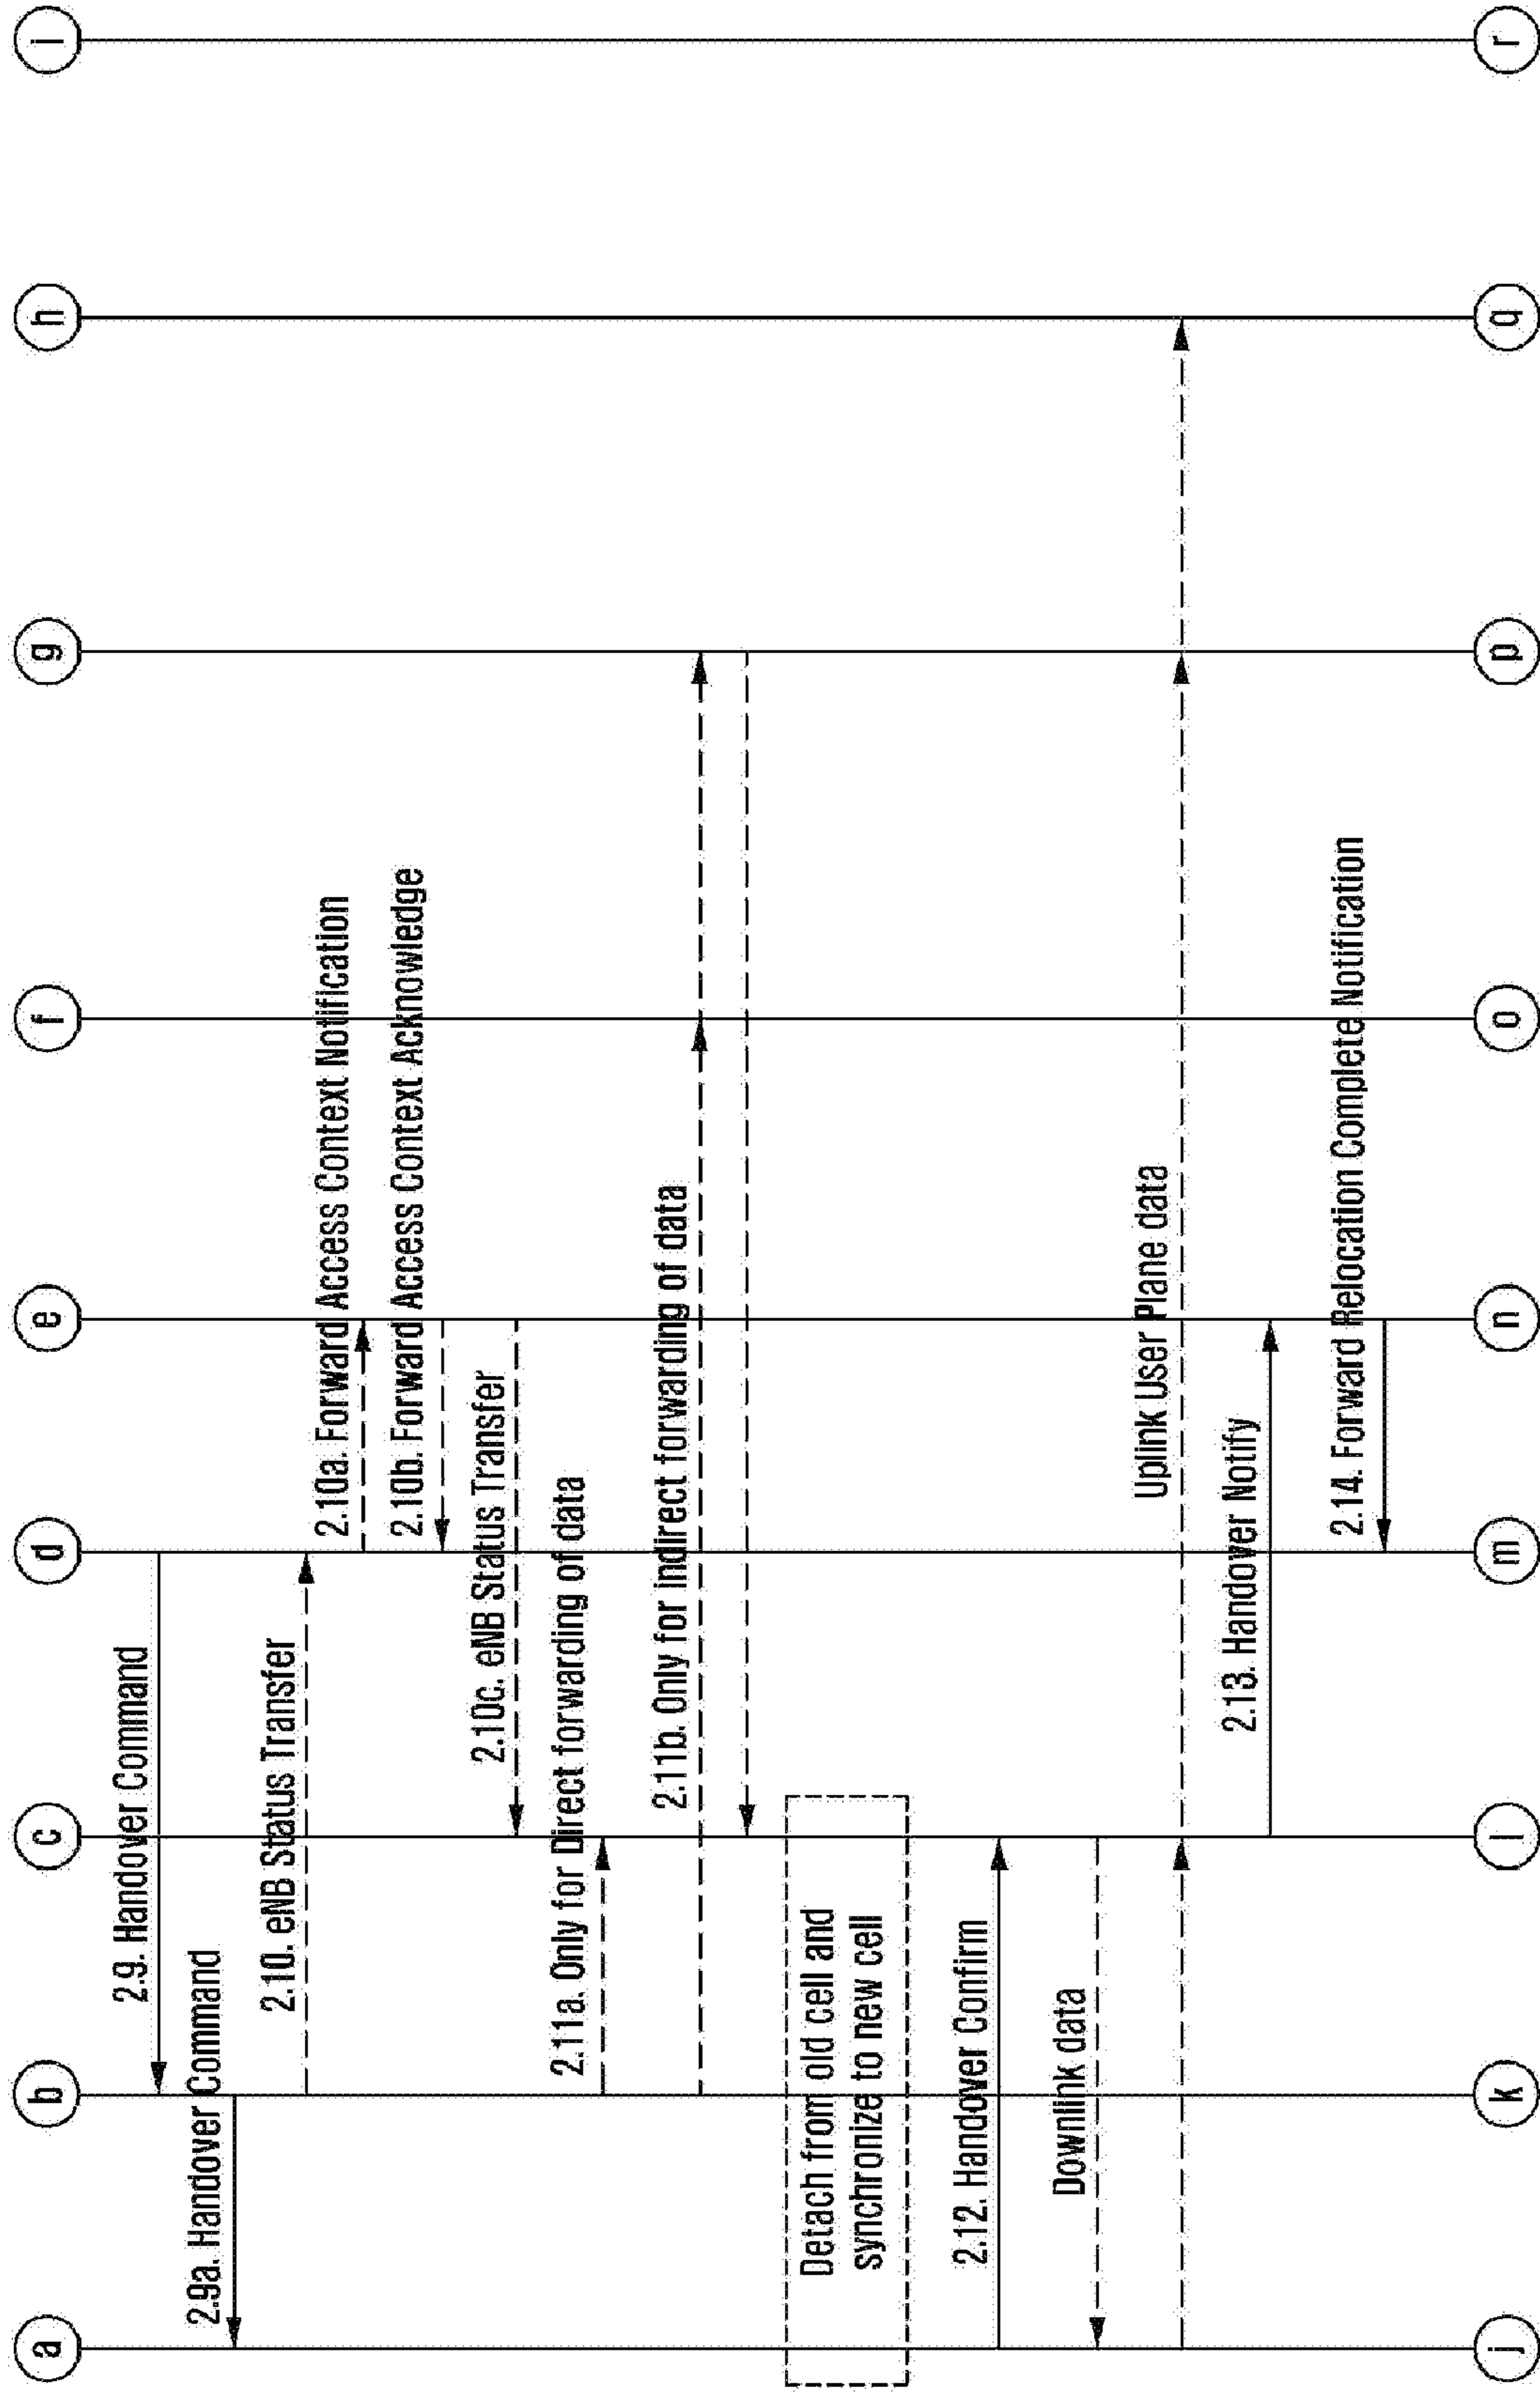 a
b
c
d
e
f
g
h
i
2.9. Handover Command
2.9a. Handover Command
2.10. eNB Status Transfer
2.10a. Forward Access Context Notification
2.10b. Forward Access Context Acknowledge
2.10c. eNB Status Transfer
2.11a. Only for Direct forwarding of data
2.11b. Only for indirect forwarding of data
Detach from old cell and
synchronize to new cell
2.12. Handover Confirm
Downlink data
Uplink User Plane data
2.13. Handover Notify
2.14. Forward Relocation Complete Notification
j
k
l
m
n
o
p
q
r